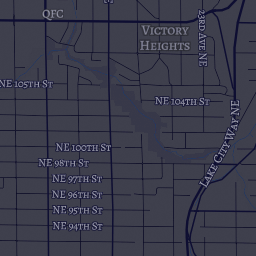 QFC
Victory
Heights
23rd Ave NE
NE 105th St
NE 104th St
Lake City Way NE
NE 100th St
NE 98th St
NE 97th St
NE 96th St
NE 95th St
NE 94th St